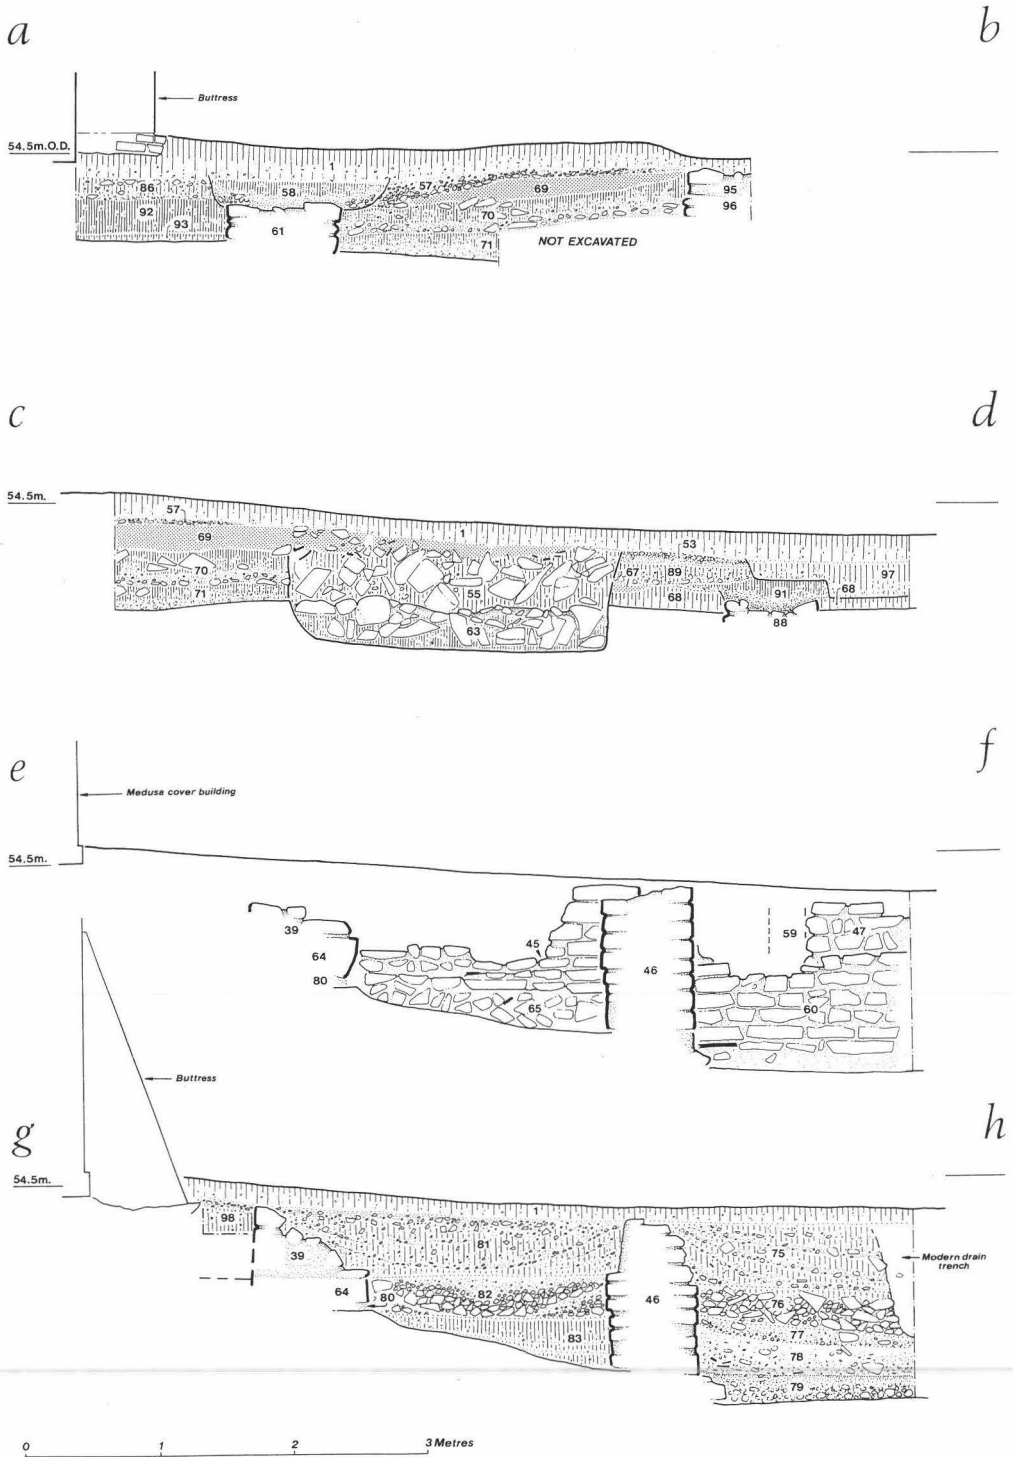 a b
Buttress
54.5m.O.D.
1
86 58 57 69 95
92 70 96
93 61 71 NOT EXCAVATED
c d
54.5m.
57 1 53
69
70 55 67 89 91 68 97
71 63 68 88
e f
Medusa cover building
54.5m.
39 45 59 47
64 46
80 65 60
Buttress
g h
54.5m.
98 1
39 81 75 Modern drain
trench
64 80 82 46 76
83 77
78
79
0 1 2 3 Metres